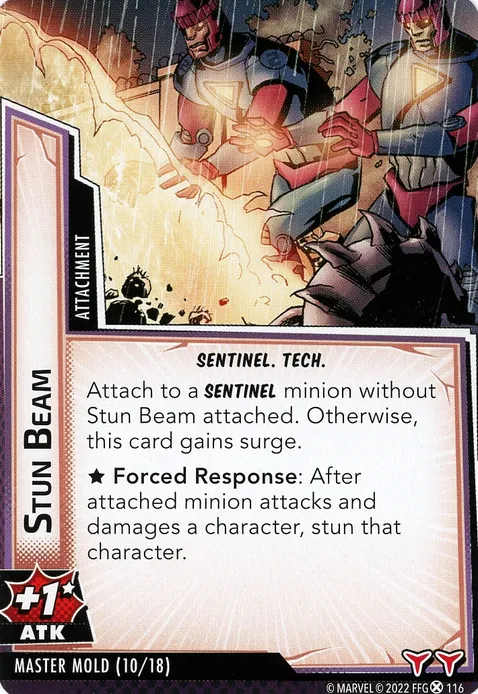 ATTACHMENT
STUN BEAM
SENTINEL. TECH.
Attach to a SENTINEL minion without
Stun Beam attached. Otherwise,
this card gains surge.
★ Forced Response: After
attached minion attacks and
damages a character, stun that
character.
+1★
ATK
MASTER MOLD (10/18)
© MARVEL © 2022 FFG 116